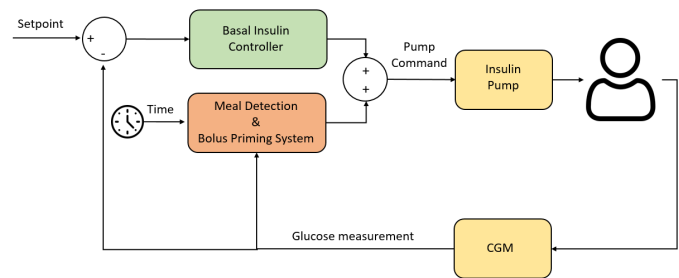 Setpoint
+
-
Basal Insulin
Controller
Pump
Command
+
+
Insulin
Pump
Time
Meal Detection
&
Bolus Priming System
Glucose measurement
CGM